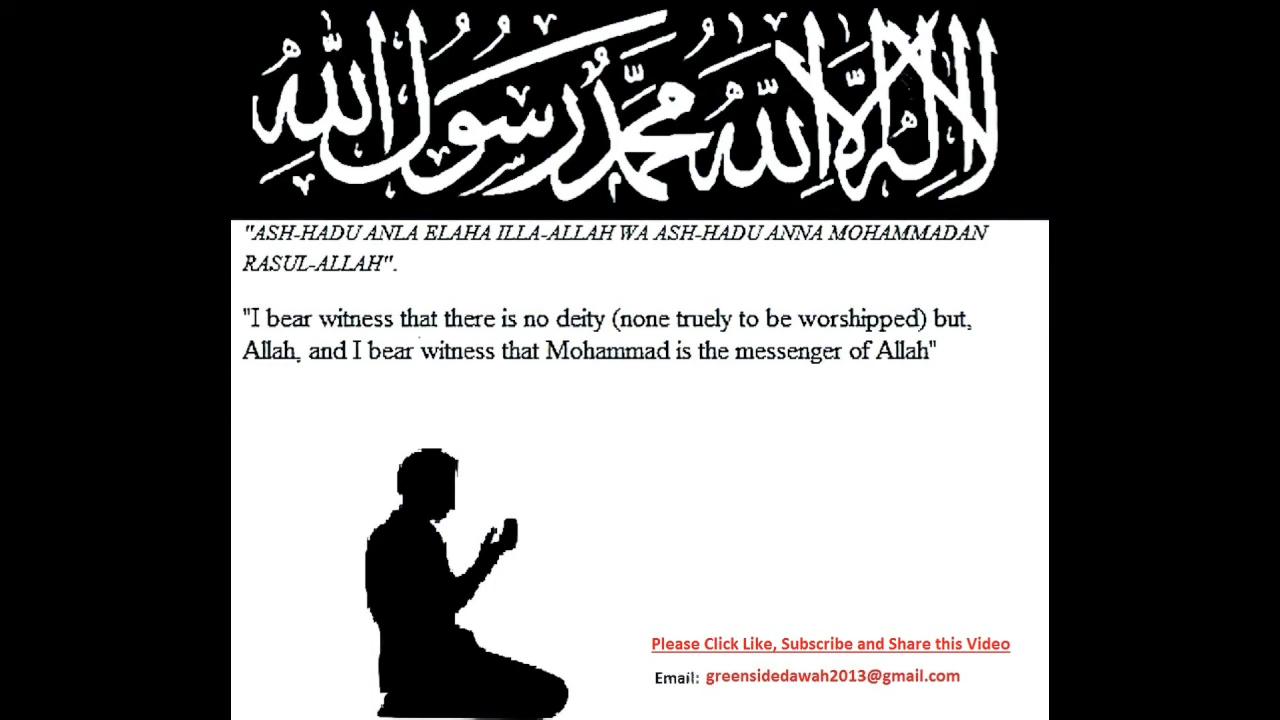 لا إله إلا الله محمد رسول الله
"ASH-HADU ANLA ELAHA ILLA-ALLAH WA ASH-HADU ANNA MOHAMMADAN
RASUL-ALLAH".
"I bear witness that there is no deity (none truely to be worshipped) but,
Allah, and I bear witness that Mohammad is the messenger of Allah"
Please Click Like, Subscribe and Share this Video
Email: greensidedawah2013@gmail.com